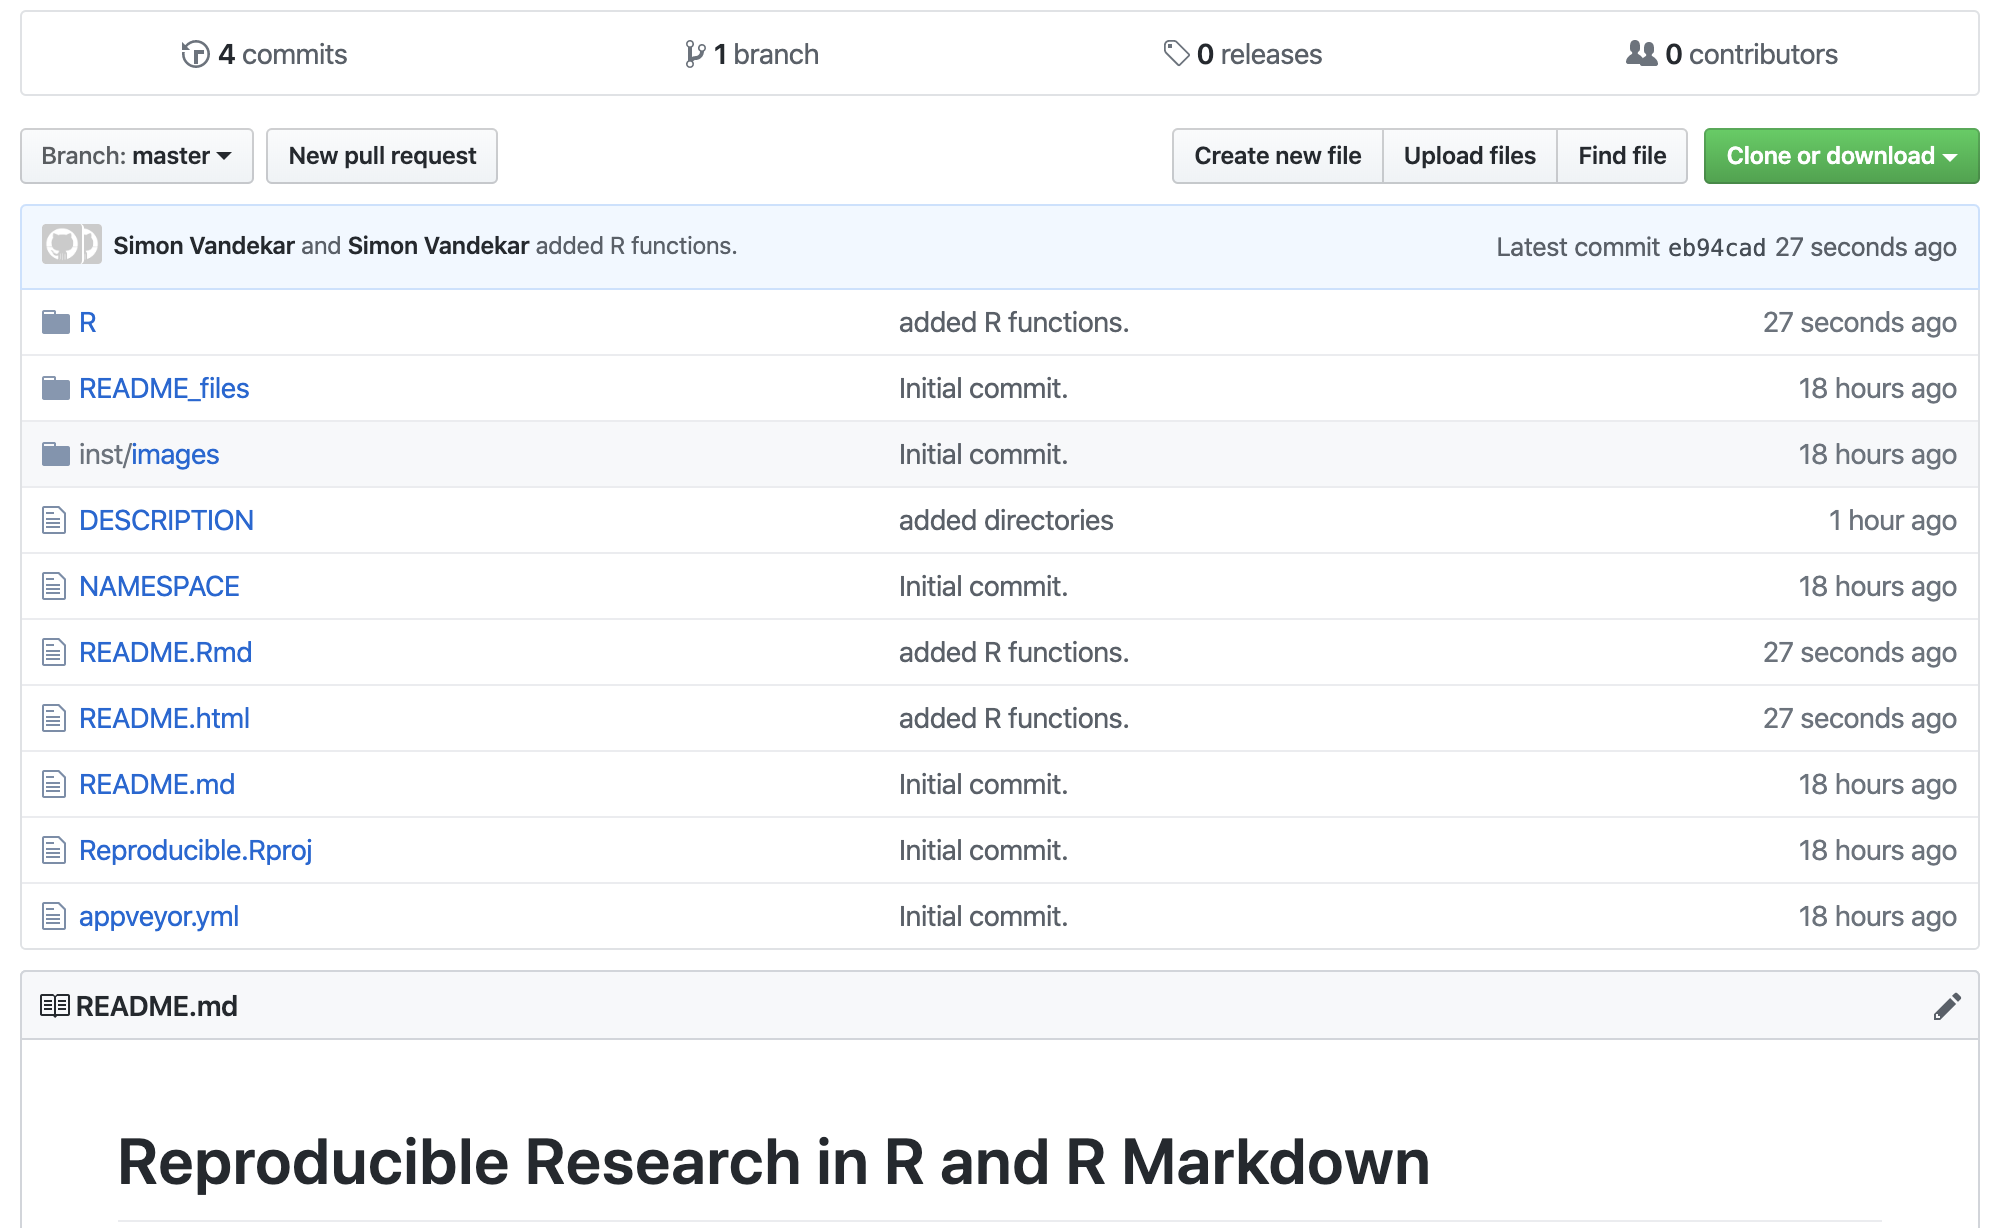 4 commits 1 branch 0 releases 0 contributors
Branch: master New pull request Create new file Upload files Find file Clone or download
Simon Vandekar and Simon Vandekar added R functions. Latest commit eb94cad 27 seconds ago
R added R functions. 27 seconds ago
README_files Initial commit. 18 hours ago
inst/images Initial commit. 18 hours ago
DESCRIPTION added directories 1 hour ago
NAMESPACE Initial commit. 18 hours ago
README.Rmd added R functions. 27 seconds ago
README.html added R functions. 27 seconds ago
README.md Initial commit. 18 hours ago
Reproducible.Rproj Initial commit. 18 hours ago
appveyor.yml Initial commit. 18 hours ago
README.md
Reproducible Research in R and R Markdown